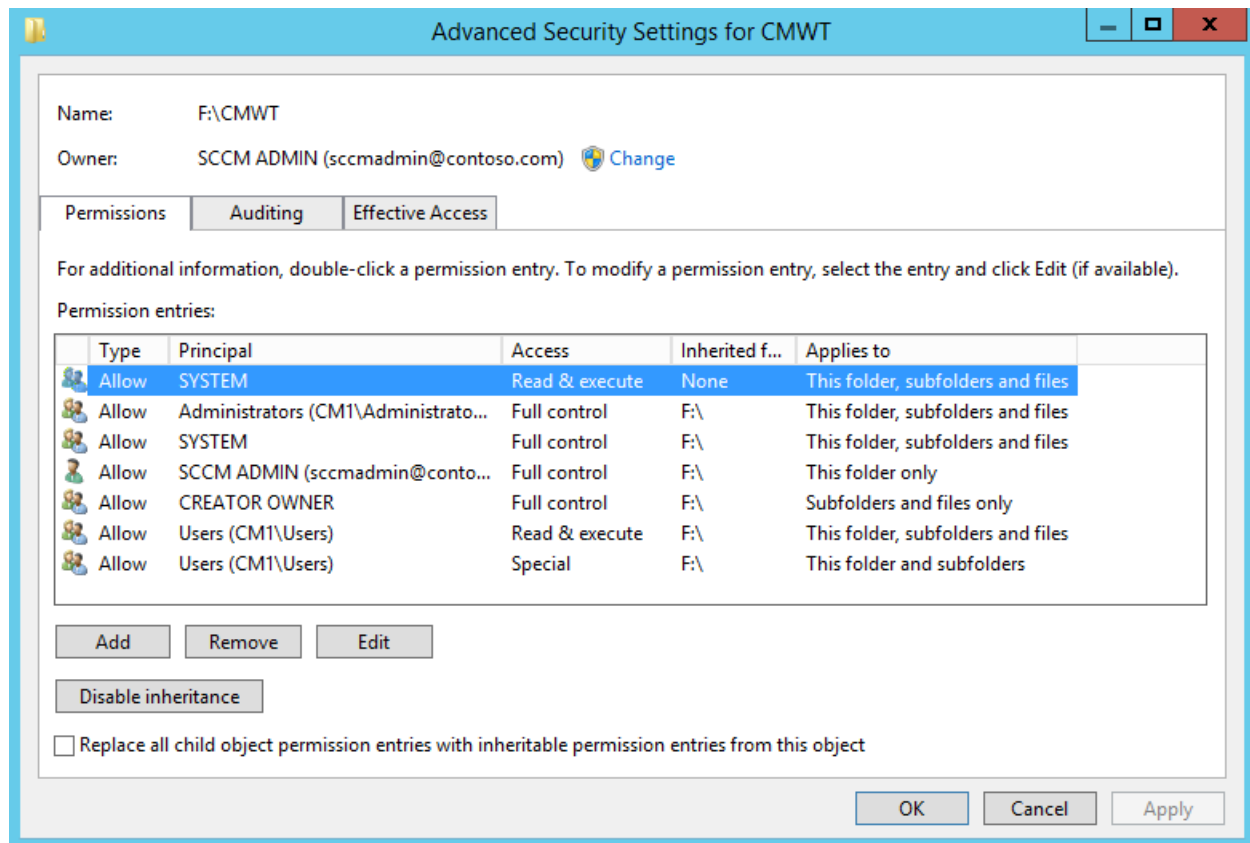 Advanced Security Settings for CMWT
Name: F:\CMWT
Owner: SCCM ADMIN (sccmadmin@contoso.com) Change
Permissions Auditing Effective Access
For additional information, double-click a permission entry. To modify a permission entry, select the entry and click Edit (if available).
Permission entries:
Type Principal Access Inherited f... Applies to
Allow SYSTEM Read & execute None This folder, subfolders and files
Allow Administrators (CM1\Administrato... Full control F:\ This folder, subfolders and files
Allow SYSTEM Full control F:\ This folder, subfolders and files
Allow SCCM ADMIN (sccmadmin@conto... Full control F:\ This folder only
Allow CREATOR OWNER Full control F:\ Subfolders and files only
Allow Users (CM1\Users) Read & execute F:\ This folder, subfolders and files
Allow Users (CM1\Users) Special F:\ This folder and subfolders
Add Remove Edit
Disable inheritance
Replace all child object permission entries with inheritable permission entries from this object
OK Cancel Apply